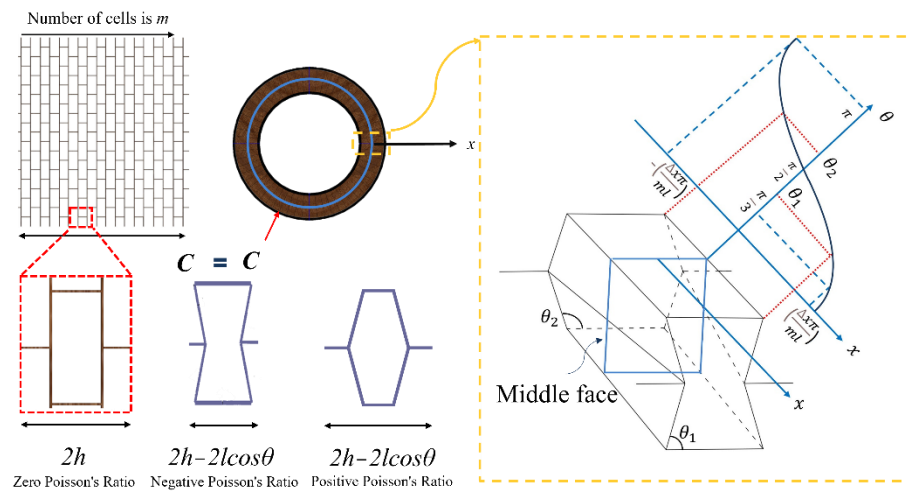 Number of cells is m
x
C = C
2h
Zero Poisson's Ratio
2h-2lcosθ
Negative Poisson's Ratio
2h-2lcosθ
Positive Poisson's Ratio
θ
π
θ₂
π/2
θ₁
π/3
-(Δxπ/ml)
(Δxπ/ml)
x
θ₂
Middle face
x
θ₁